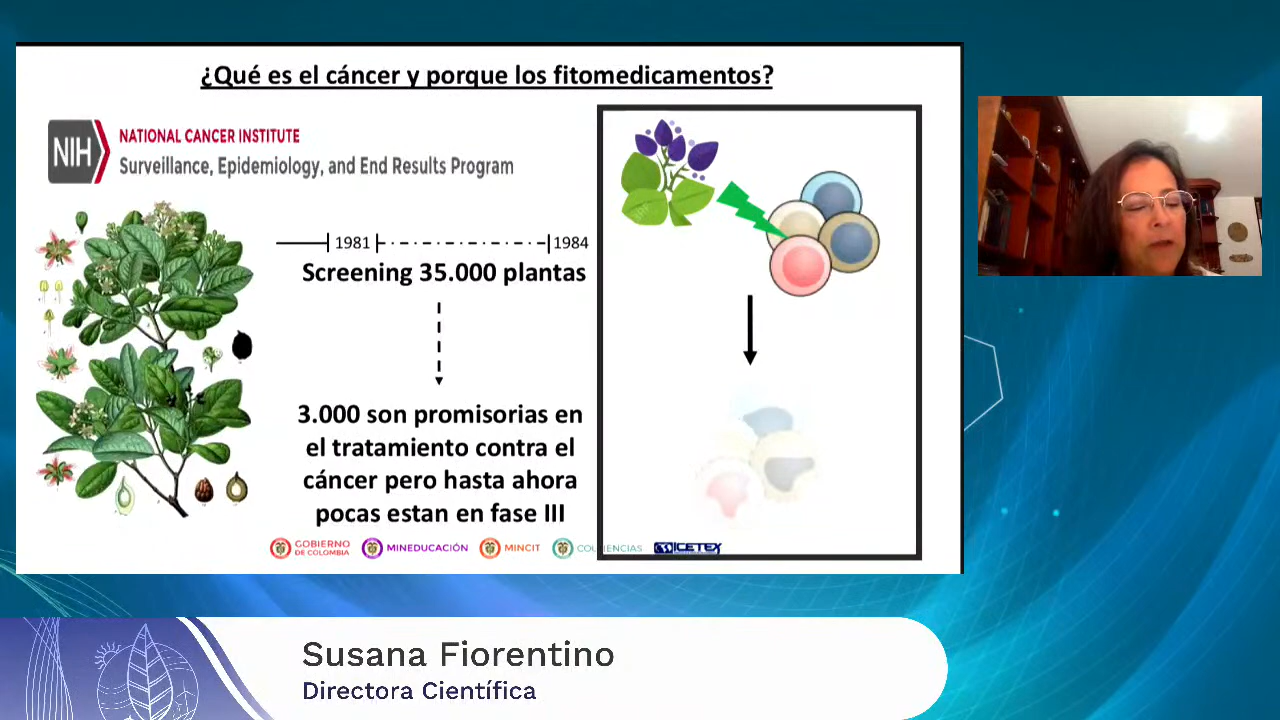 ¿Qué es el cáncer y porque los fitomedicamentos?
NIH
NATIONAL CANCER INSTITUTE
Surveillance, Epidemiology, and End Results Program
1981
1984
Screening 35.000 plantas
3.000 son promisorias en
el tratamiento contra el
cáncer pero hasta ahora
pocas estan en fase III
GOBIERNO
DE COLOMBIA
MINEDUCACIÓN
MINCIT
ICETEX
Susana Fiorentino
Directora Científica